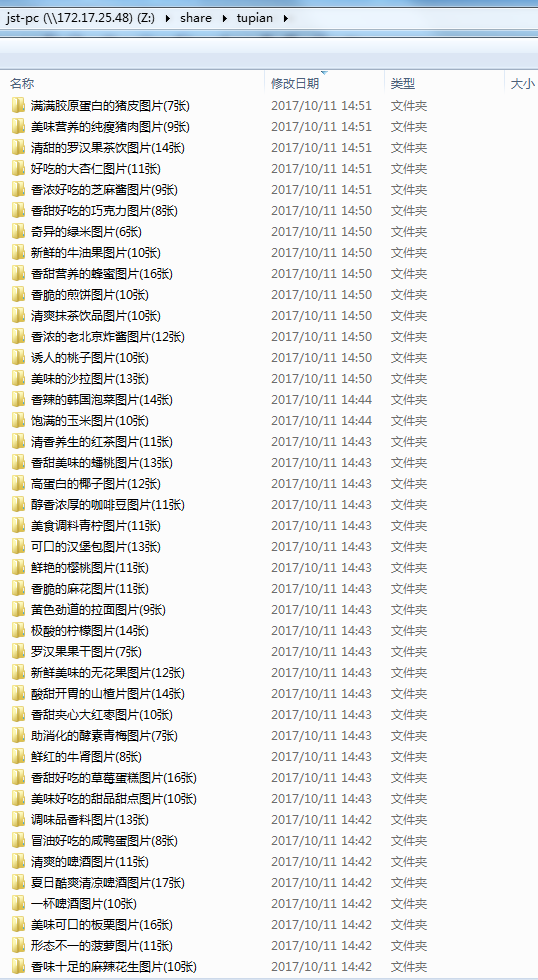 jst-pc (\\172.17.25.48) (Z:) ▸ share ▸ tupian ▸
名称 修改日期 类型 大小
满满胶原蛋白的猪皮图片(7张) 2017/10/11 14:51 文件夹
美味营养的纯瘦猪肉图片(9张) 2017/10/11 14:51 文件夹
清甜的罗汉果茶饮图片(14张) 2017/10/11 14:51 文件夹
好吃的大杏仁图片(11张) 2017/10/11 14:51 文件夹
香浓好吃的芝麻酱图片(9张) 2017/10/11 14:51 文件夹
香甜好吃的巧克力图片(8张) 2017/10/11 14:50 文件夹
奇异的绿米图片(6张) 2017/10/11 14:50 文件夹
新鲜的牛油果图片(10张) 2017/10/11 14:50 文件夹
香甜营养的蜂蜜图片(16张) 2017/10/11 14:50 文件夹
香脆的煎饼图片(10张) 2017/10/11 14:50 文件夹
清爽抹茶饮品图片(10张) 2017/10/11 14:50 文件夹
香浓的老北京炸酱图片(12张) 2017/10/11 14:50 文件夹
诱人的桃子图片(10张) 2017/10/11 14:50 文件夹
美味的沙拉图片(13张) 2017/10/11 14:50 文件夹
香辣的韩国泡菜图片(14张) 2017/10/11 14:44 文件夹
饱满的玉米图片(10张) 2017/10/11 14:44 文件夹
清香养生的红茶图片(11张) 2017/10/11 14:43 文件夹
香甜美味的蟠桃图片(13张) 2017/10/11 14:43 文件夹
高蛋白的椰子图片(12张) 2017/10/11 14:43 文件夹
醇香浓厚的咖啡豆图片(11张) 2017/10/11 14:43 文件夹
美食调料青柠图片(11张) 2017/10/11 14:43 文件夹
可口的汉堡包图片(13张) 2017/10/11 14:43 文件夹
鲜艳的樱桃图片(11张) 2017/10/11 14:43 文件夹
香脆的麻花图片(11张) 2017/10/11 14:43 文件夹
黄色劲道的拉面图片(9张) 2017/10/11 14:43 文件夹
极酸的柠檬图片(14张) 2017/10/11 14:43 文件夹
罗汉果果干图片(7张) 2017/10/11 14:43 文件夹
新鲜美味的无花果图片(12张) 2017/10/11 14:43 文件夹
酸甜开胃的山楂片图片(14张) 2017/10/11 14:43 文件夹
香甜夹心大红枣图片(10张) 2017/10/11 14:43 文件夹
助消化的酵素青梅图片(7张) 2017/10/11 14:43 文件夹
鲜红的牛肾图片(8张) 2017/10/11 14:43 文件夹
香甜好吃的草莓蛋糕图片(16张) 2017/10/11 14:43 文件夹
美味好吃的甜品甜点图片(10张) 2017/10/11 14:43 文件夹
调味品香料图片(13张) 2017/10/11 14:42 文件夹
冒油好吃的咸鸭蛋图片(8张) 2017/10/11 14:42 文件夹
清爽的啤酒图片(11张) 2017/10/11 14:42 文件夹
夏日酷爽清凉啤酒图片(17张) 2017/10/11 14:42 文件夹
一杯啤酒图片(10张) 2017/10/11 14:42 文件夹
美味可口的板栗图片(16张) 2017/10/11 14:42 文件夹
形态不一的菠萝图片(11张) 2017/10/11 14:42 文件夹
香味十足的麻辣花生图片(10张) 2017/10/11 14:42 文件夹